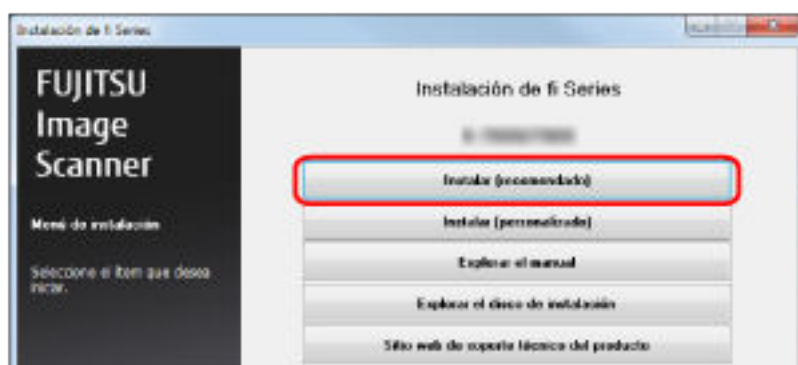 Instalación de fi Series
FUJITSU
Image
Scanner
Menú de instalación
Seleccione el ítem que desea
iniciar.
Instalación de fi Series
Instalar (recomendado)
Instalar (personalizado)
Explorar el manual
Explorar el disco de instalación
Sitio web de soporte técnico del producto